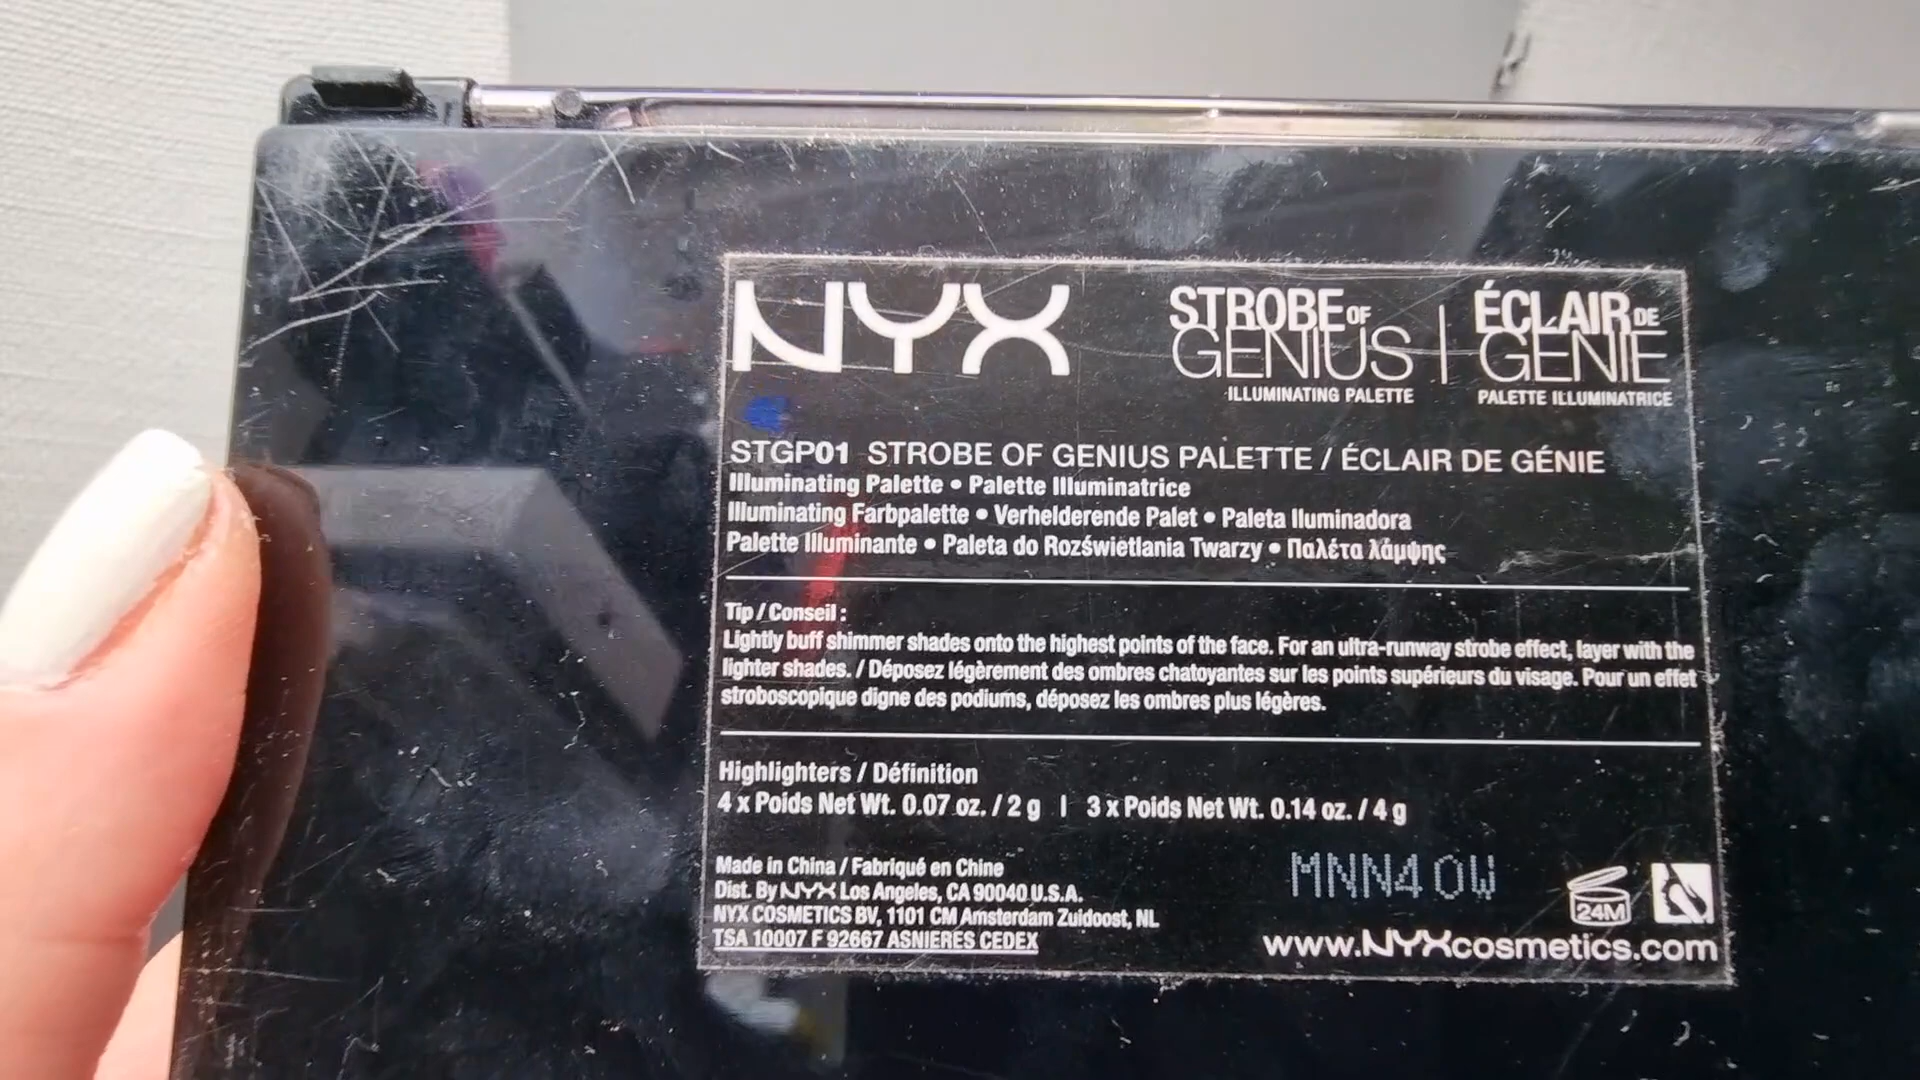 NYX
STROBE OF
GENIUS
ILLUMINATING PALETTE
ÉCLAIR DE
GÉNIE
PALETTE ILLUMINATRICE
STGP01 STROBE OF GENIUS PALETTE / ÉCLAIR DE GÉNIE
Illuminating Palette • Palette Illuminatrice
Illuminating Farbpalette • Verhelderende Palet • Paleta Iluminadora
Palette Illuminante • Paleta do Rozświetlania Twarzy • Παλέτα λάμψης
Tip / Conseil :
Lightly buff shimmer shades onto the highest points of the face. For an ultra-runway strobe effect, layer with the
lighter shades. / Déposez légèrement des ombres chatoyantes sur les points supérieurs du visage. Pour un effet
stroboscopique digne des podiums, déposez les ombres plus légères.
Highlighters / Définition
4 x Poids Net Wt. 0.07 oz. / 2 g | 3 x Poids Net Wt. 0.14 oz. / 4 g
Made in China / Fabriqué en Chine
Dist. By NYX Los Angeles, CA 90040 U.S.A.
NYX COSMETICS BV, 1101 CM Amsterdam Zuidoost, NL
TSA 10007 F 92667 ASNIERES CEDEX
MNN40W
24M
www.NYXcosmetics.com